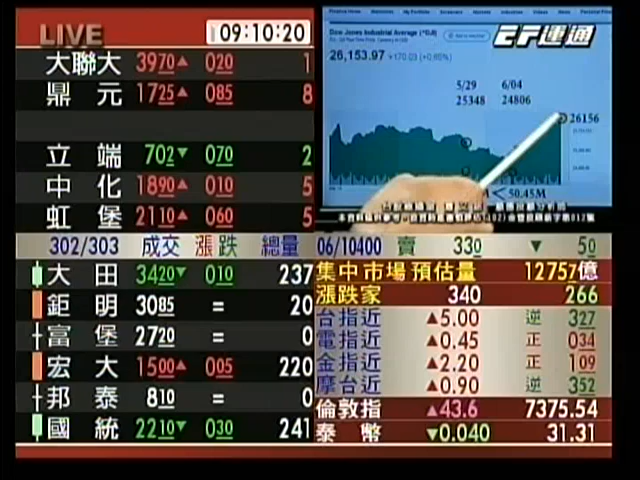 LIVE 09:10:20
大聯大 3970▲ 020 1
鼎元 1725▲ 085 8
立端 702▼ 070 2
中化 1890▲ 010 5
虹堡 2110▲ 060 5
302/303 成交 漲跌 總量
大田 3420▼ 010 237
鉅明 3085 = 20
富堡 2720 = 0
宏大 1500▲ 005 220
邦泰 810 = 0
國統 2210▼ 030 241
Dow Jones Industrial Average (^DJI)
26,153.97 +170.03 (+0.65%)
EF 連通
5/29 6/04
25348 24806
26156
< 50.45M
06/10400 賣 330 ▼ 50
集中市場預估量 12757億
漲跌家 340 266
台指近 ▲5.00 逆 327
電指近 ▲0.45 正 034
金指近 ▲2.20 正 109
摩台近 ▲0.90 逆 352
倫敦指 ▲43.6 7375.54
泰幣 ▼0.040 31.31